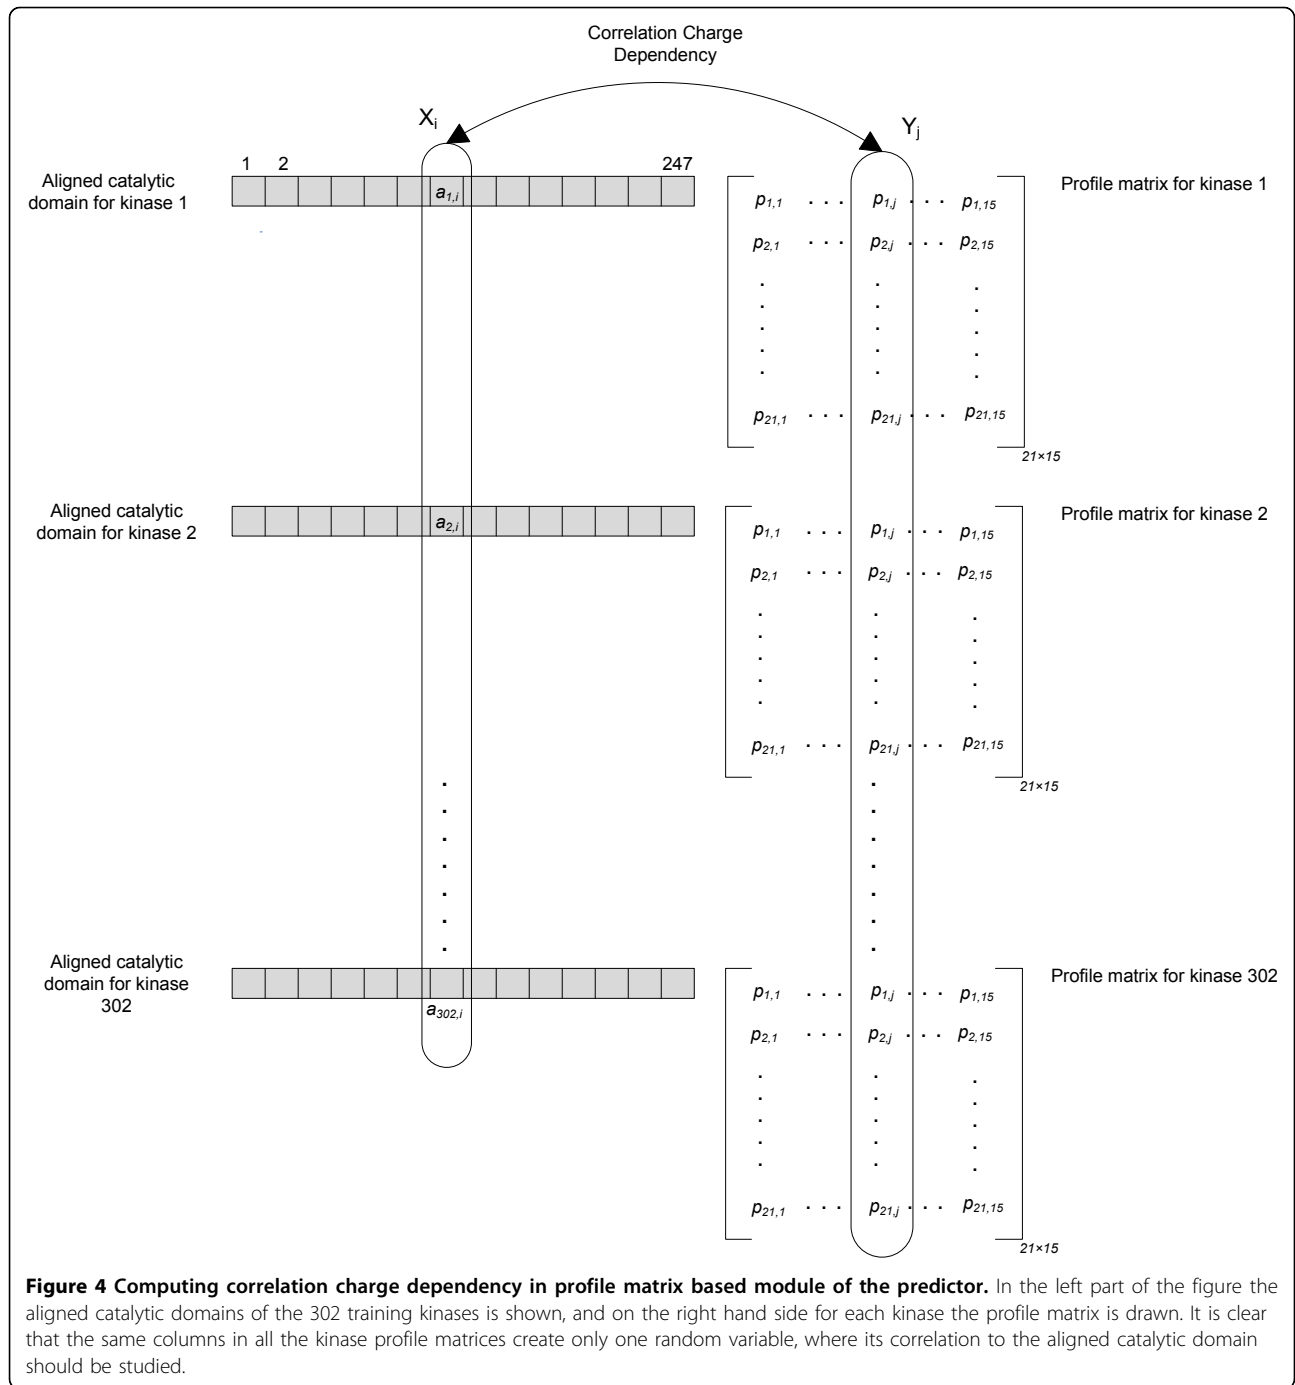 Correlation Charge
Dependency
X_i
Y_j
1 2 247
Aligned catalytic
domain for kinase 1
a_1,i
p_1,1 . . . p_1,j . . . p_1,15
p_2,1 . . . p_2,j . . . p_2,15
p_21,1 . . . p_21,j . . . p_21,15
21×15
Profile matrix for kinase 1
Aligned catalytic
domain for kinase 2
a_2,i
p_1,1 . . . p_1,j . . . p_1,15
p_2,1 . . . p_2,j . . . p_2,15
p_21,1 . . . p_21,j . . . p_21,15
21×15
Profile matrix for kinase 2
Aligned catalytic
domain for kinase
302
a_302,i
p_1,1 . . . p_1,j . . . p_1,15
p_2,1 . . . p_2,j . . . p_2,15
p_21,1 . . . p_21,j . . . p_21,15
21×15
Profile matrix for kinase 302
Figure 4 Computing correlation charge dependency in profile matrix based module of the predictor. In the left part of the figure the
aligned catalytic domains of the 302 training kinases is shown, and on the right hand side for each kinase the profile matrix is drawn. It is clear
that the same columns in all the kinase profile matrices create only one random variable, where its correlation to the aligned catalytic domain
should be studied.